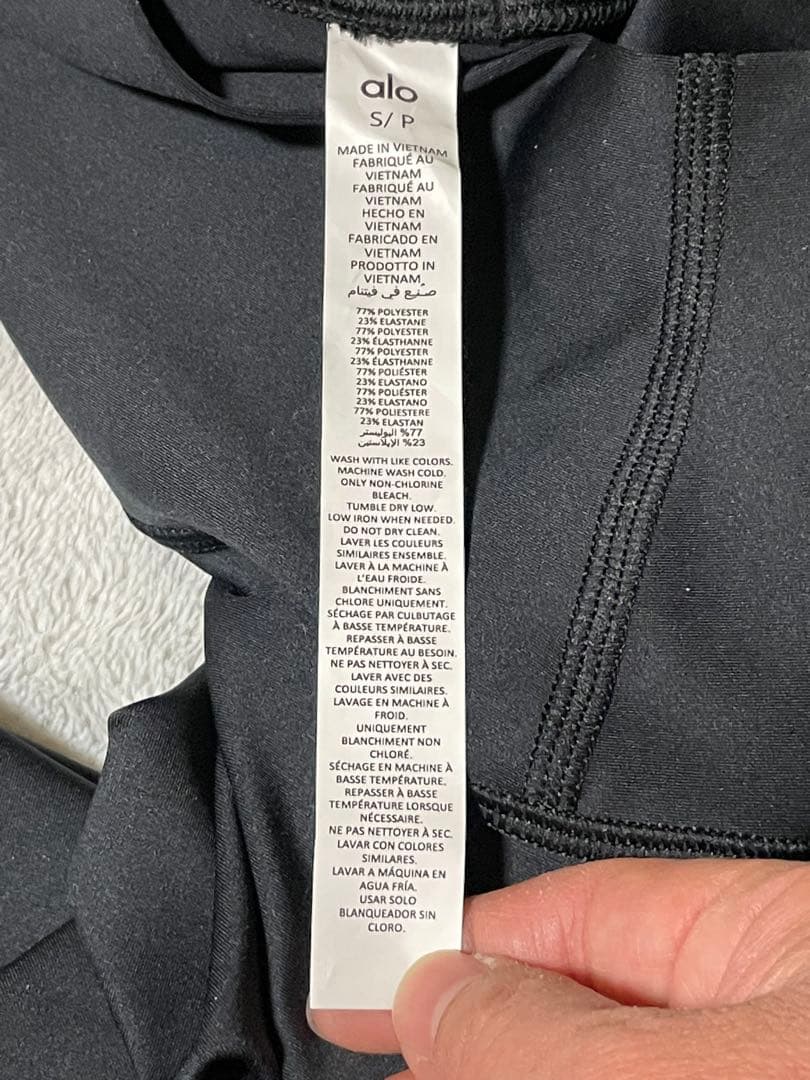 alo
S/ P
MADE IN VIETNAM
FABRIQUÉ AU
VIETNAM
FABRIQUÉ AU
VIETNAM
HECHO EN
VIETNAM
FABRICADO EN
VIETNAM
PRODOTTO IN
VIETNAM
صُنع في فيتنام
77% POLYESTER
23% ELASTANE
77% POLYESTER
23% ÉLASTHANNE
77% POLYESTER
23% ÉLASTHANNE
77% POLIÉSTER
23% ELASTANO
77% POLIÉSTER
23% ELASTANO
77% POLIESTERE
23% ELASTAN
77% البوليستر
23% الإيلاستين
WASH WITH LIKE COLORS.
MACHINE WASH COLD.
ONLY NON-CHLORINE
BLEACH.
TUMBLE DRY LOW.
LOW IRON WHEN NEEDED.
DO NOT DRY CLEAN.
LAVER LES COULEURS
SIMILAIRES ENSEMBLE.
LAVER À LA MACHINE À
L'EAU FROIDE.
BLANCHIMENT SANS
CHLORE UNIQUEMENT.
SÉCHAGE PAR CULBUTAGE
À BASSE TEMPÉRATURE.
REPASSER À BASSE
TEMPÉRATURE AU BESOIN.
NE PAS NETTOYER À SEC.
LAVER AVEC DES
COULEURS SIMILAIRES.
LAVAGE EN MACHINE À
FROID.
UNIQUEMENT
BLANCHIMENT NON
CHLORÉ.
SÉCHAGE EN MACHINE À
BASSE TEMPÉRATURE.
REPASSER À BASSE
TEMPÉRATURE LORSQUE
NÉCESSAIRE.
NE PAS NETTOYER À SEC.
LAVAR CON COLORES
SIMILARES.
LAVAR A MÁQUINA EN
AGUA FRÍA.
USAR SOLO
BLANQUEADOR SIN
CLORO.